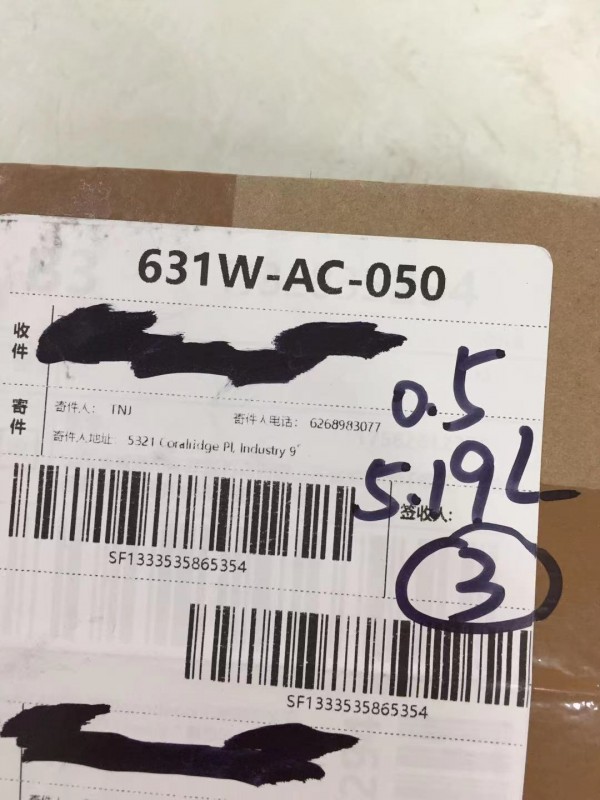 631W-AC-050
收件
寄件
寄件人: TNJ
寄件人电话: 6268983077
寄件人地址: 5321 Coralridge Pl, Industry
0.5
5.19L
签收人:
3
SF1333535865354
SF1333535865354